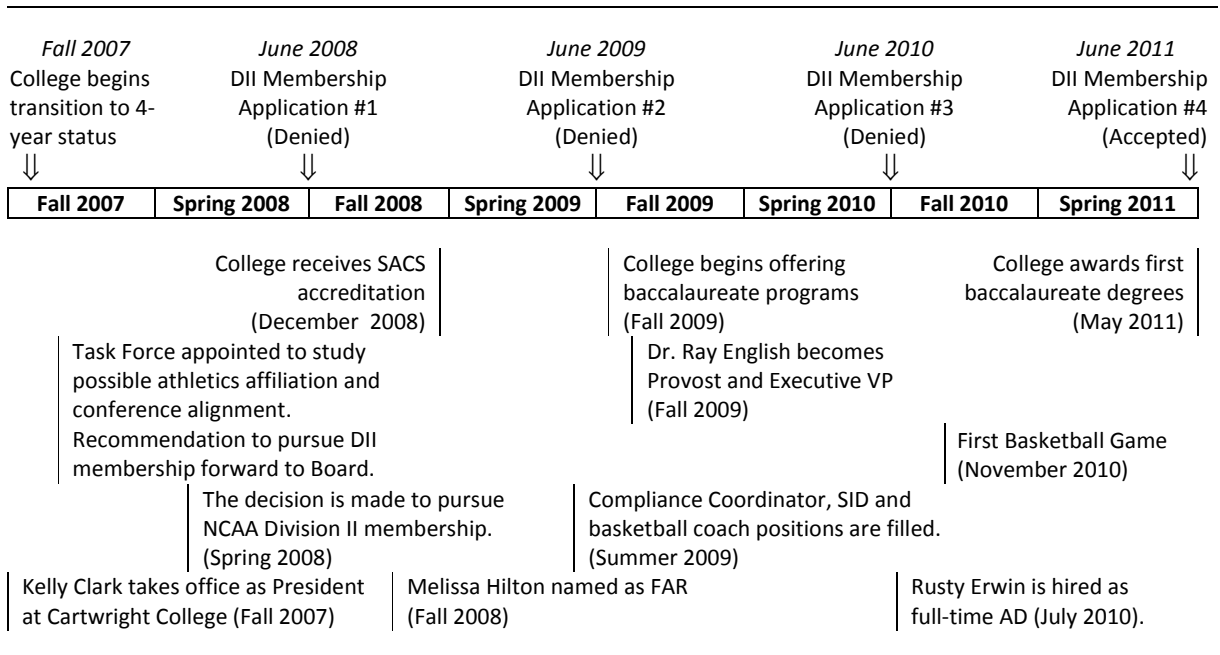 Fall 2007
College begins
transition to 4-
year status
⇓
June 2008
DII Membership
Application #1
(Denied)
⇓
June 2009
DII Membership
Application #2
(Denied)
⇓
June 2010
DII Membership
Application #3
(Denied)
⇓
June 2011
DII Membership
Application #4
(Accepted)
⇓
Fall 2007 Spring 2008 Fall 2008 Spring 2009 Fall 2009 Spring 2010 Fall 2010 Spring 2011
College receives SACS
accreditation
(December 2008)
College begins offering
baccalaureate programs
(Fall 2009)
College awards first
baccalaureate degrees
(May 2011)
Task Force appointed to study
possible athletics affiliation and
conference alignment.
Recommendation to pursue DII
membership forward to Board.
Dr. Ray English becomes
Provost and Executive VP
(Fall 2009)
First Basketball Game
(November 2010)
The decision is made to pursue
NCAA Division II membership.
(Spring 2008)
Compliance Coordinator, SID and
basketball coach positions are filled.
(Summer 2009)
Kelly Clark takes office as President
at Cartwright College (Fall 2007)
Melissa Hilton named as FAR
(Fall 2008)
Rusty Erwin is hired as
full-time AD (July 2010).